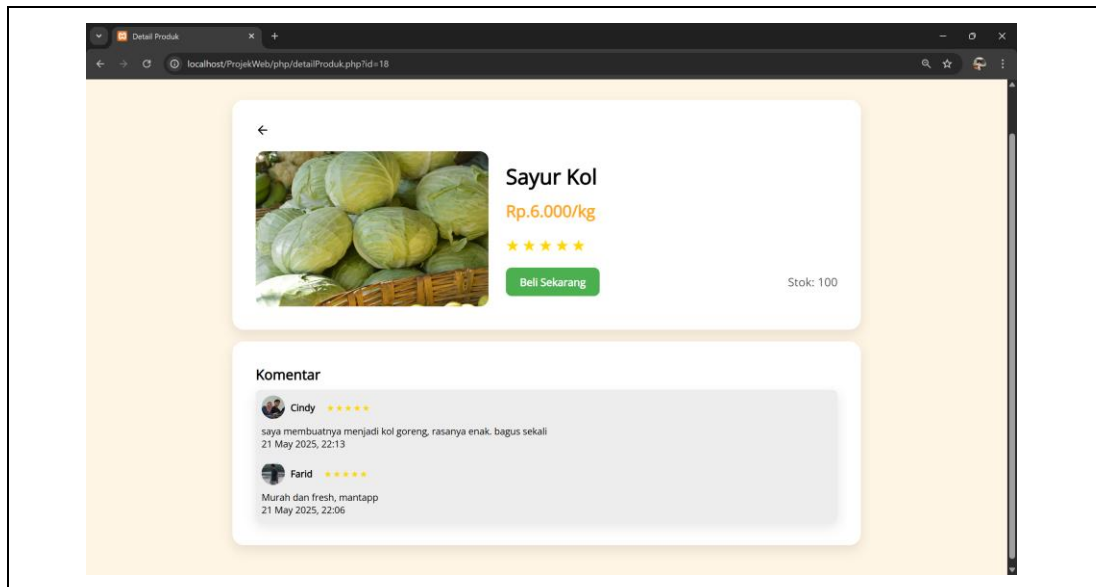 Detail Produk
localhost/ProjekWeb/php/detailProduk.php?id=18
Sayur Kol
Rp.6.000/kg
Beli Sekarang
Stok: 100
Komentar
Cindy
saya membuatnya menjadi kol goreng, rasanya enak. bagus sekali
21 May 2025, 22:13
Farid
Murah dan fresh, mantapp
21 May 2025, 22:06